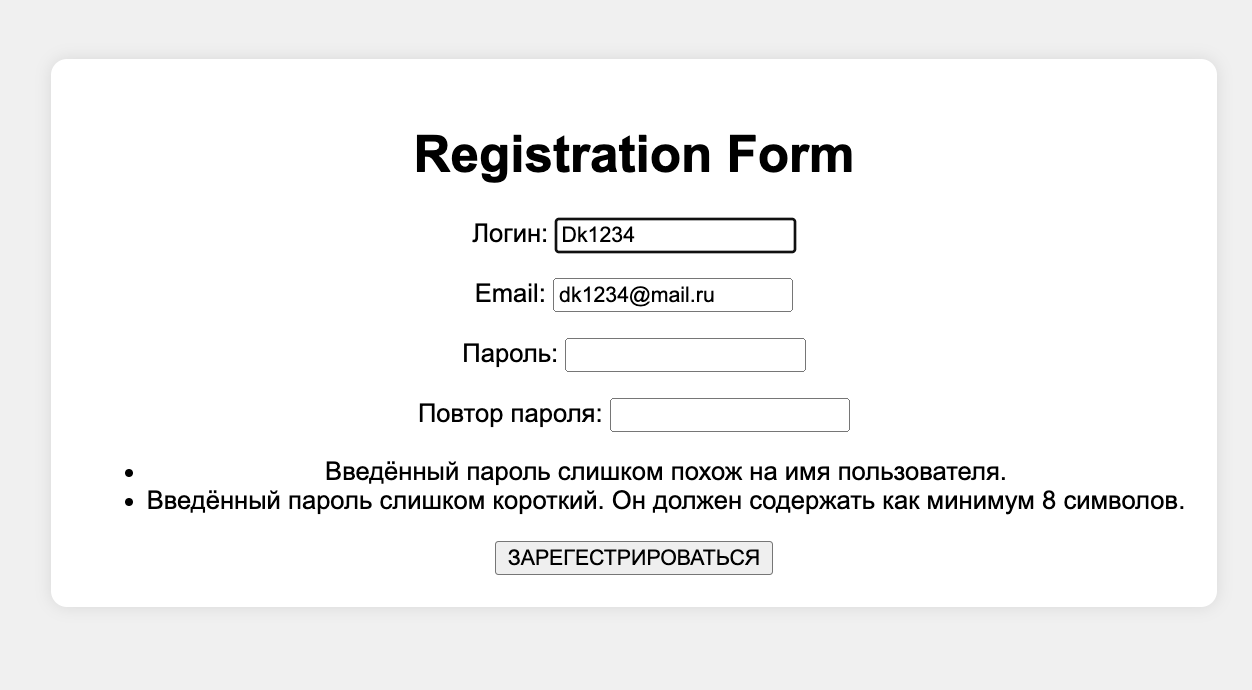 Registration Form
Логин: Dk1234
Email: dk1234@mail.ru
Пароль:
Повтор пароля:
Введённый пароль слишком похож на имя пользователя.
Введённый пароль слишком короткий. Он должен содержать как минимум 8 символов.
ЗАРЕГЕСТРИРОВАТЬСЯ